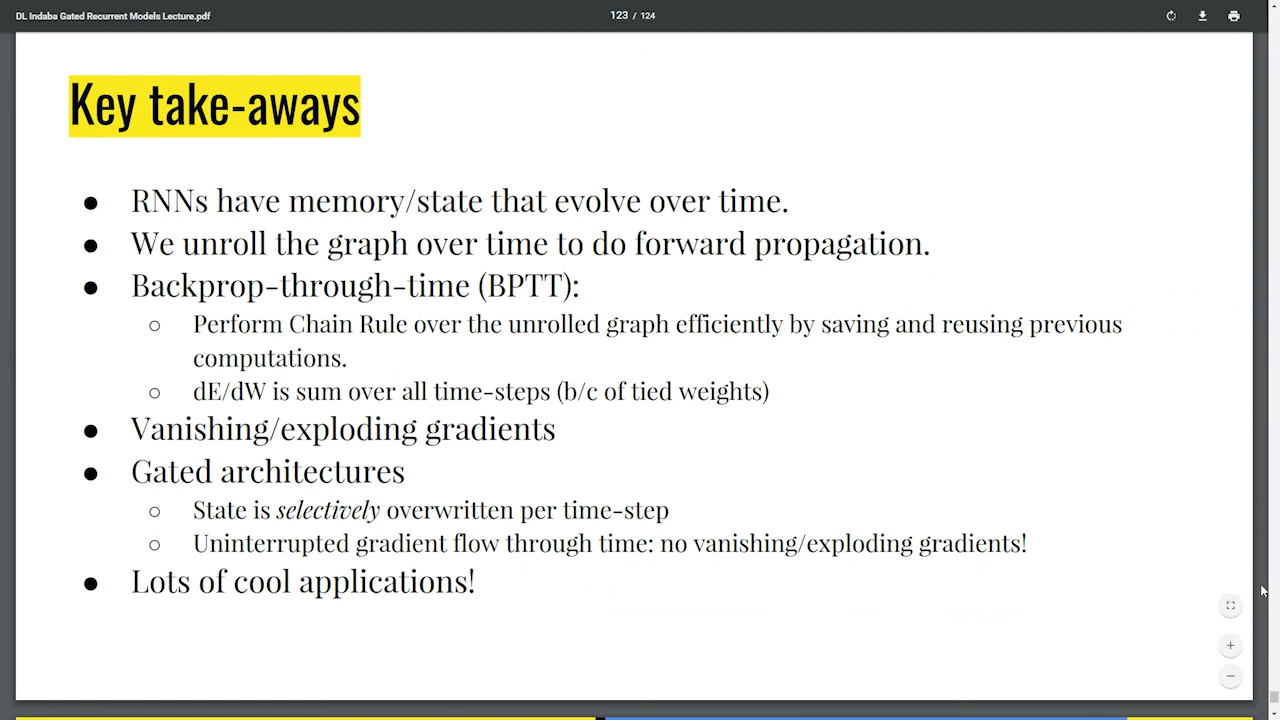 DL Indaba Gated Recurrent Models Lecture.pdf
123 / 124
Key take-aways
● RNNs have memory/state that evolve over time.
● We unroll the graph over time to do forward propagation.
● Backprop-through-time (BPTT):
○ Perform Chain Rule over the unrolled graph efficiently by saving and reusing previous
computations.
○ dE/dW is sum over all time-steps (b/c of tied weights)
● Vanishing/exploding gradients
● Gated architectures
○ State is selectively overwritten per time-step
○ Uninterrupted gradient flow through time: no vanishing/exploding gradients!
● Lots of cool applications!